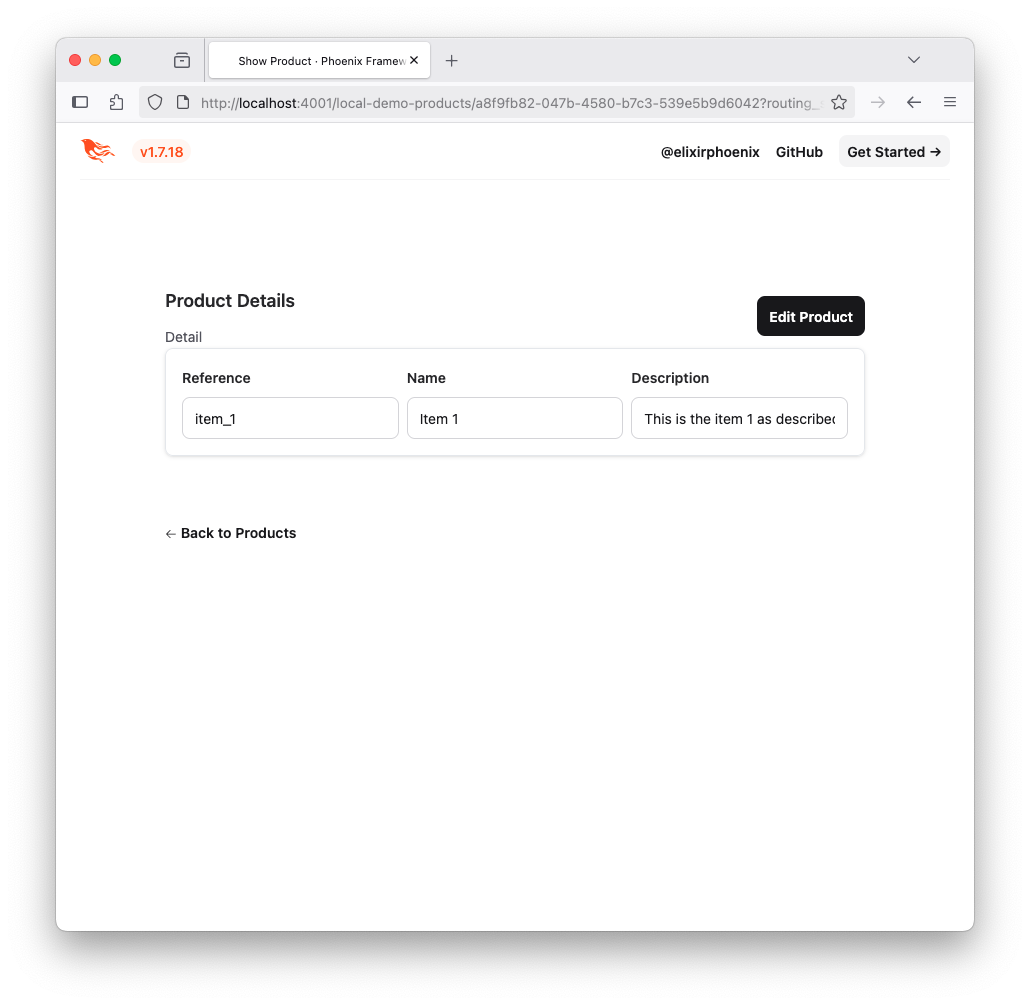 Show Product · Phoenix Framew
http://localhost:4001/local-demo-products/a8f9fb82-047b-4580-b7c3-539e5b9d6042?routing_
v1.7.18
@elixirphoenix GitHub Get Started →
Product Details
Edit Product
Detail
Reference Name Description
item_1 Item 1 This is the item 1 as described
← Back to Products